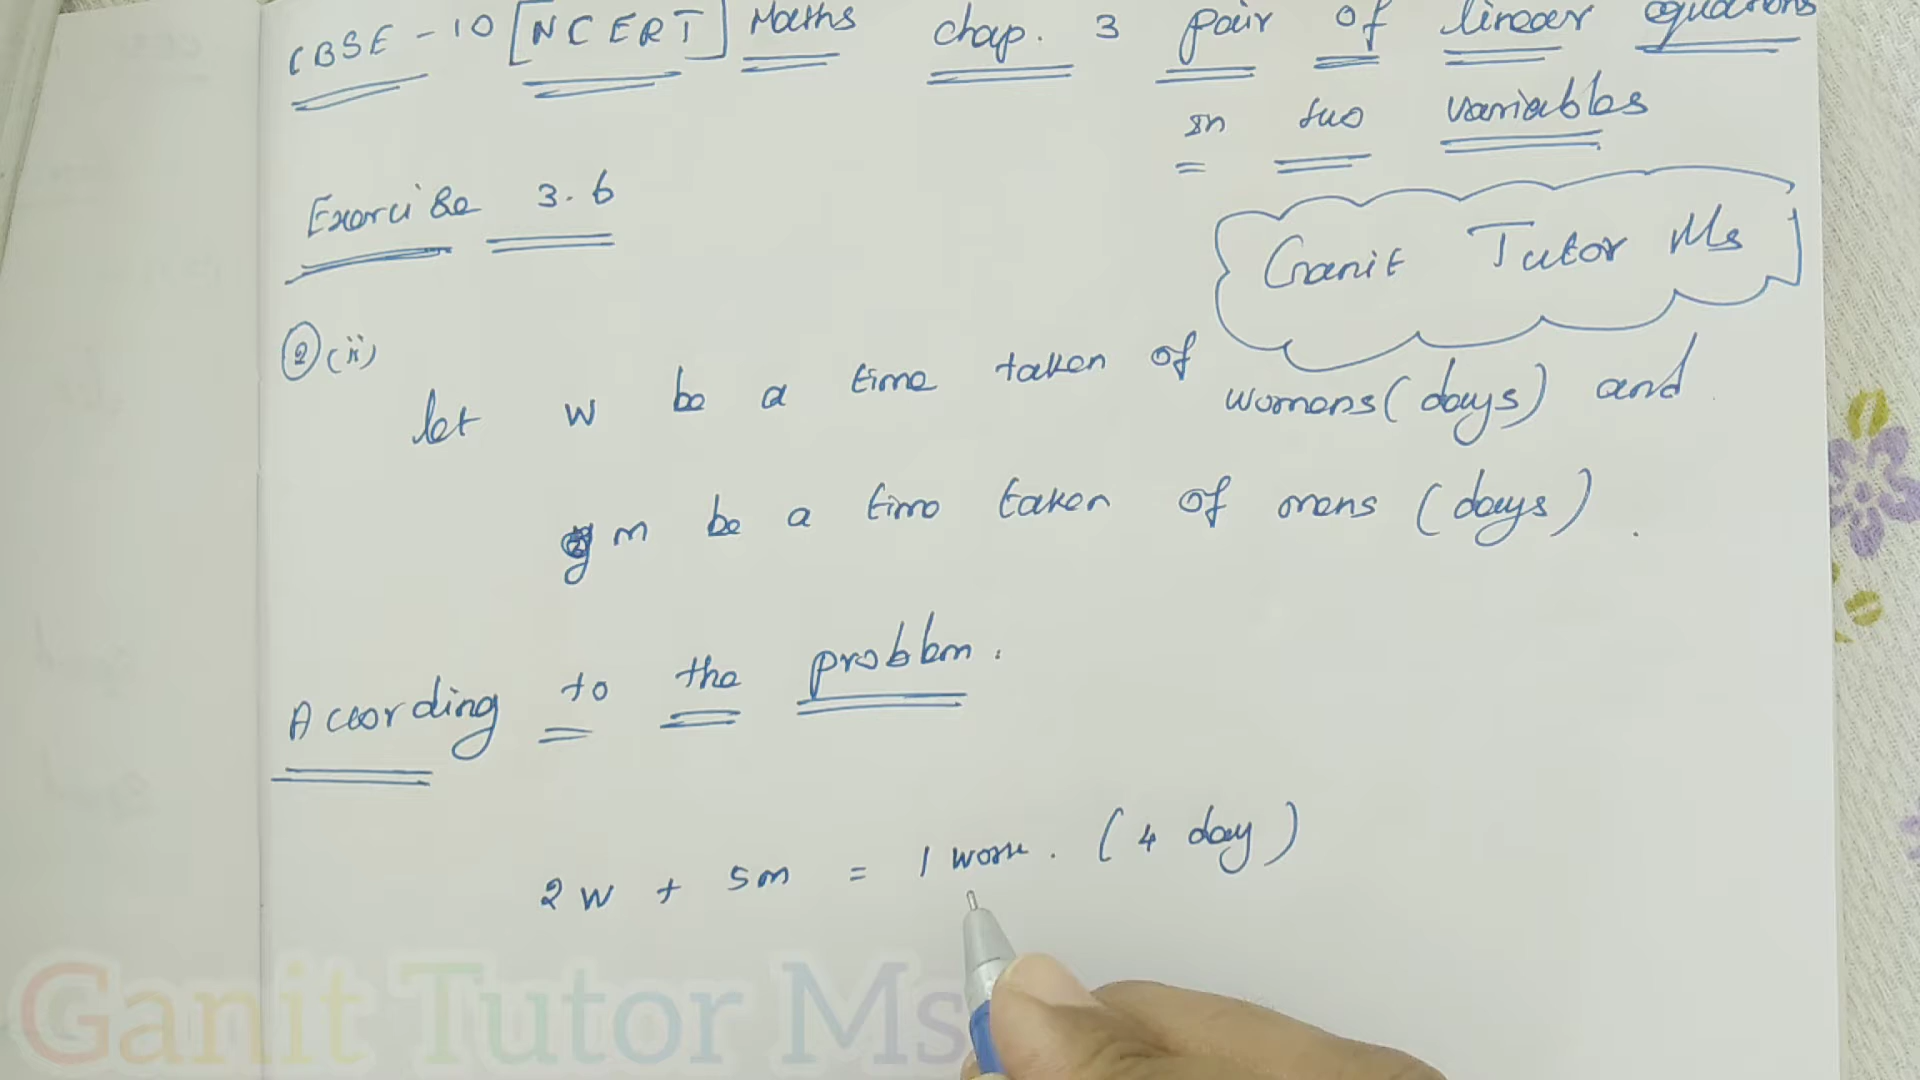 CBSE - 10 [NCERT] Maths chap. 3 pair of linear equations
in two variables
Exercise 3.6
Ganit Tutor Ms
② (ii)
let w be a time taken of womens (days) and
m be a time taken of mens (days).
According to the problem.
2w + 5m = 1 work. (4 day)
Ganit Tutor Ms